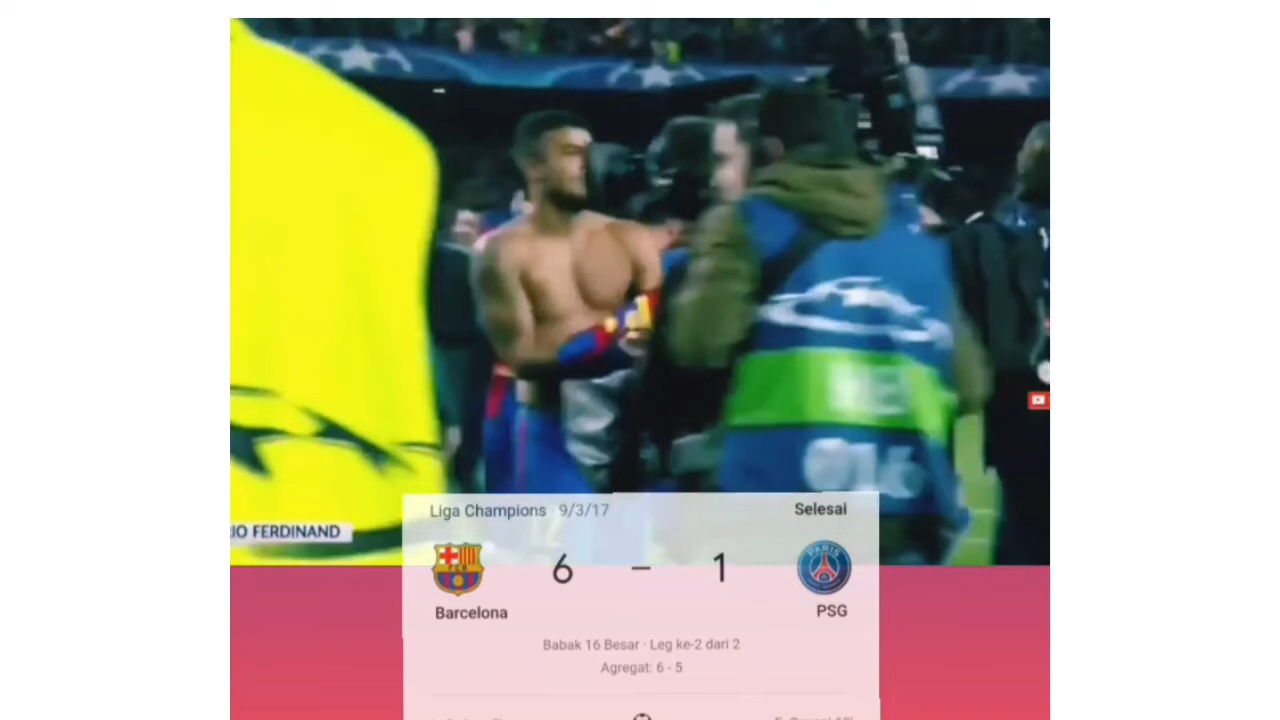 IO FERDINAND
Liga Champions · 9/3/17
Selesai
6 – 1
PARIS
Barcelona
PSG
Babak 16 Besar · Leg ke-2 dari 2
Agregat: 6 - 5